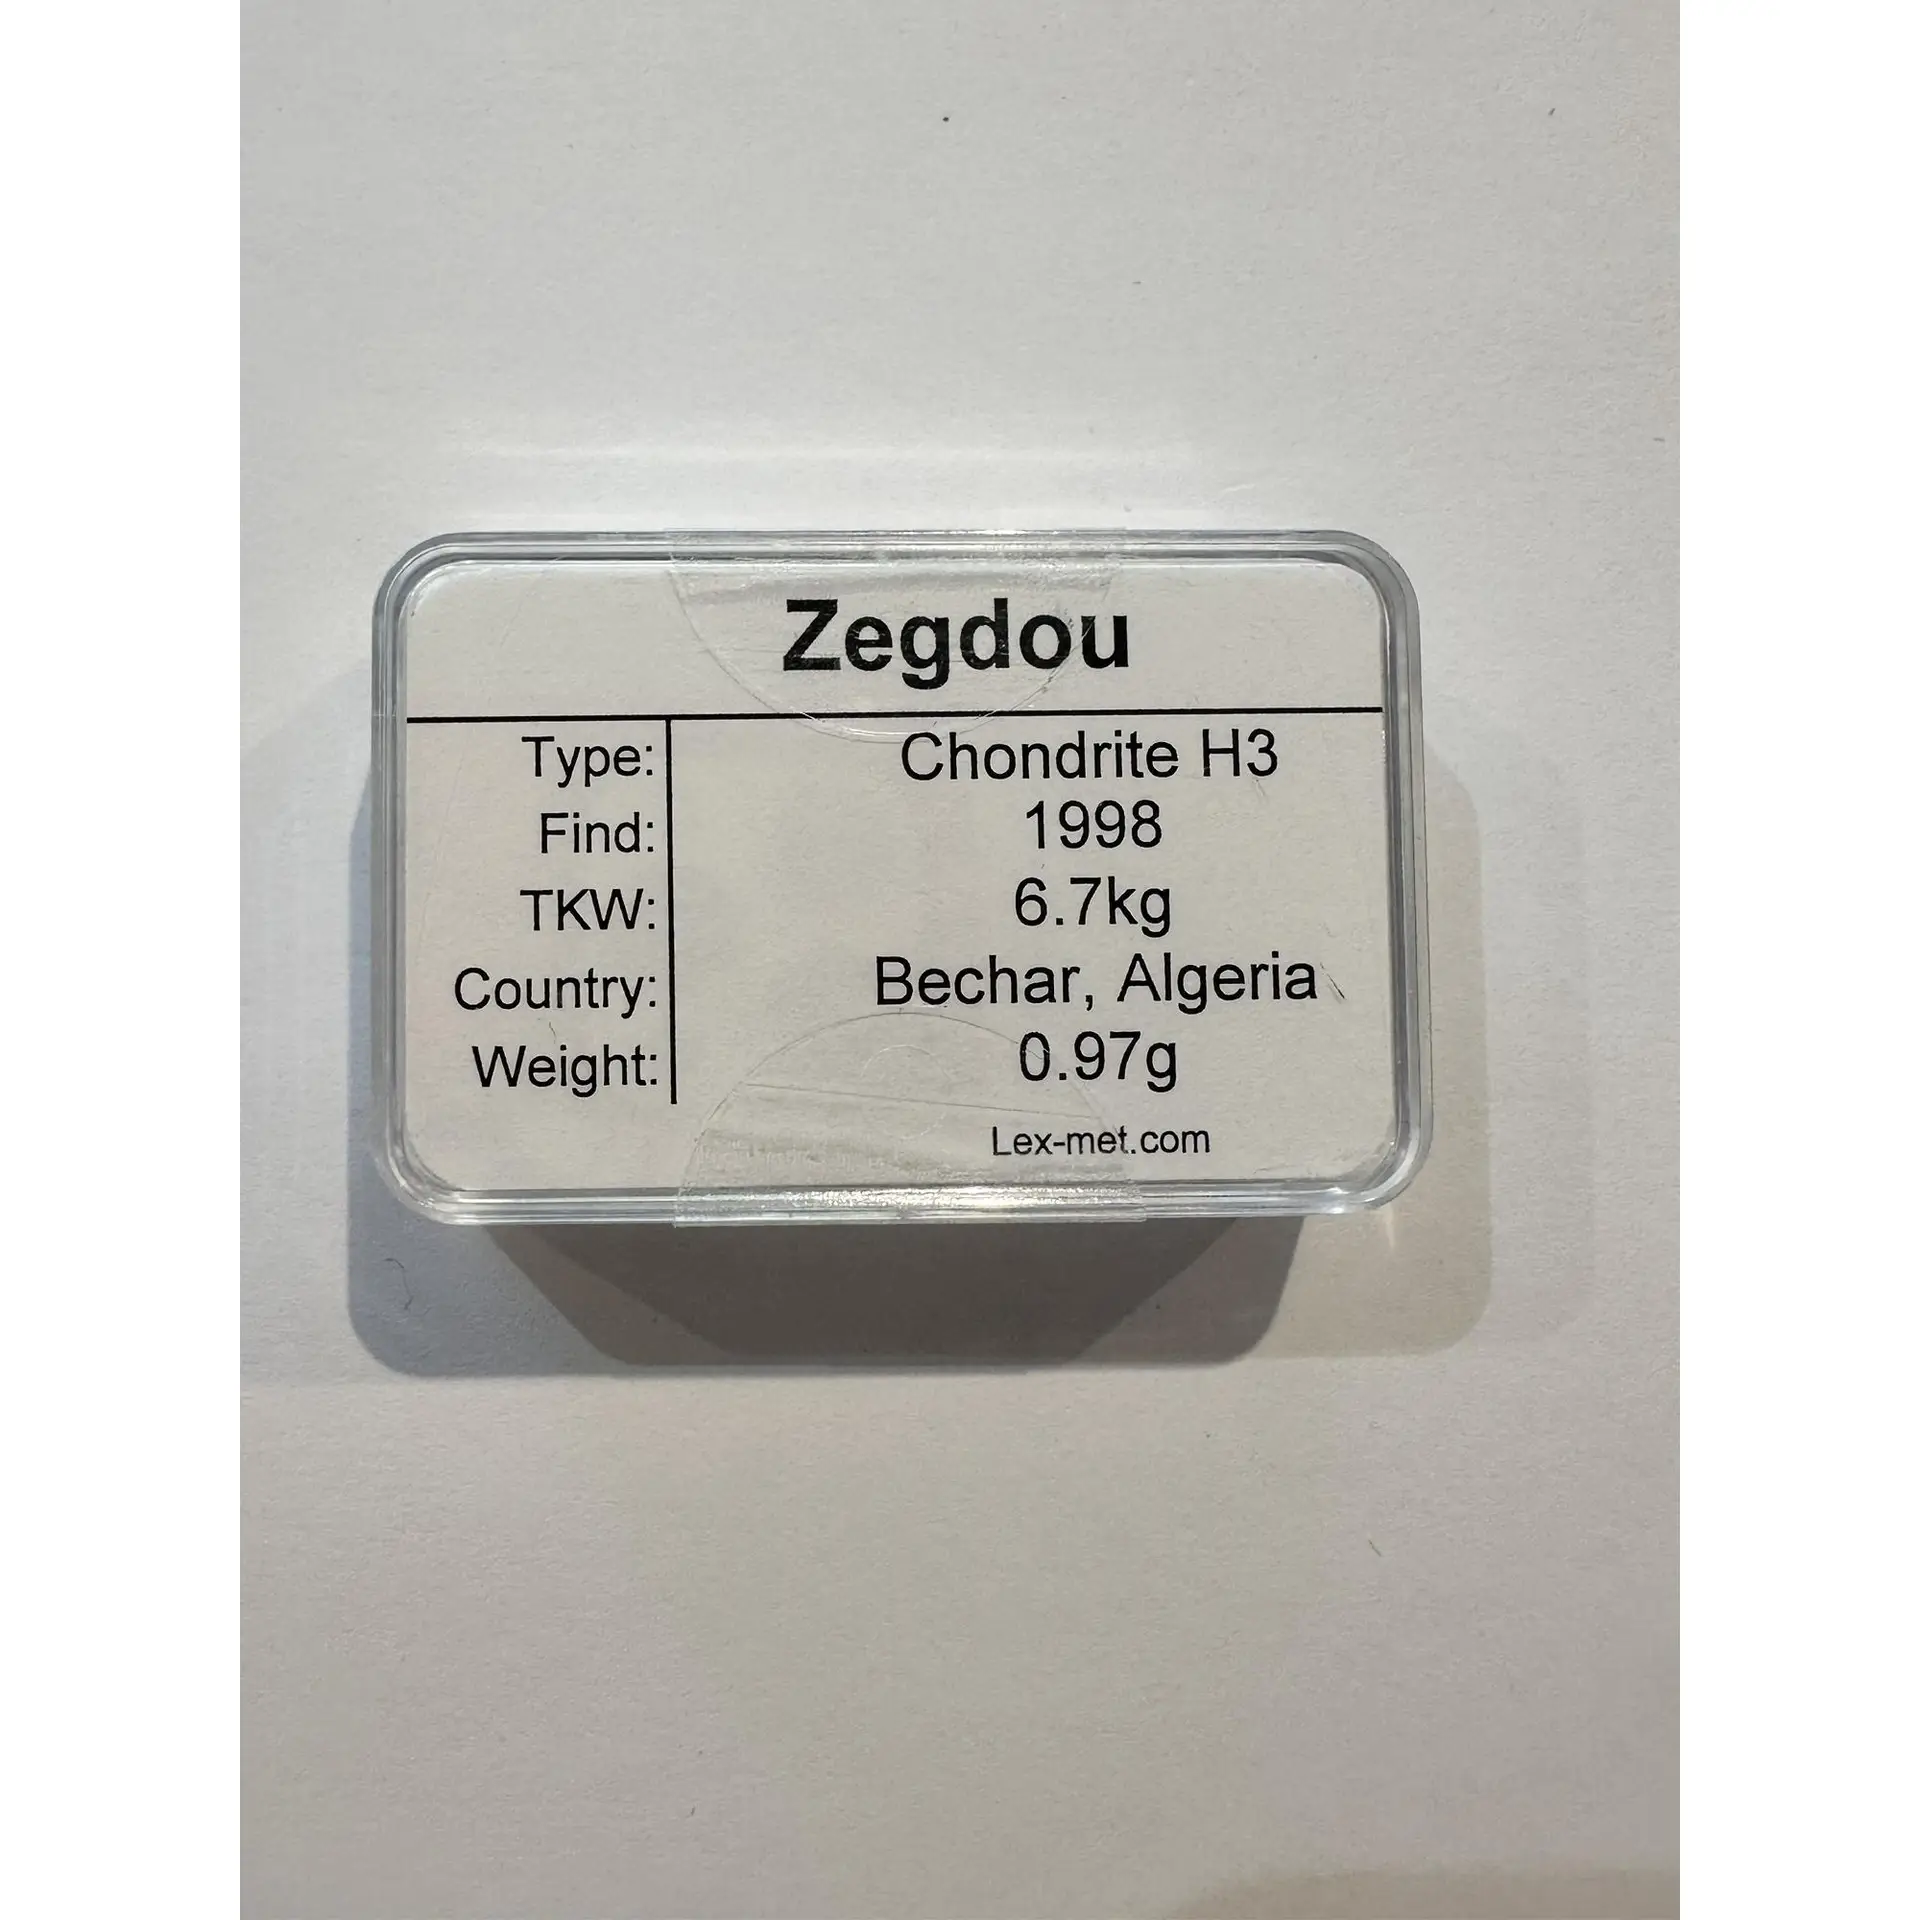 Zegdou
Type: Chondrite H3
Find: 1998
TKW: 6.7kg
Country: Bechar, Algeria
Weight: 0.97g
Lex-met.com